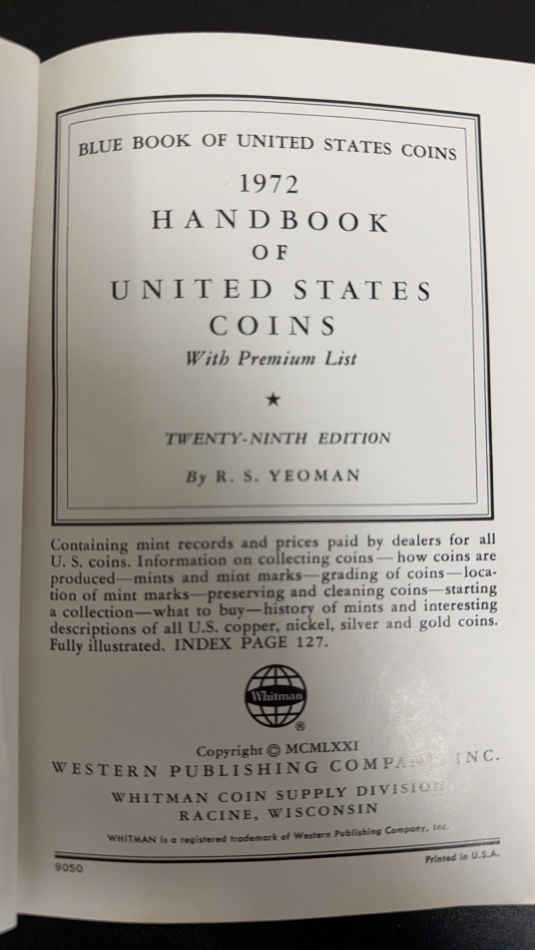 BLUE BOOK OF UNITED STATES COINS
1972
HANDBOOK
OF
UNITED STATES
COINS
With Premium List
★
TWENTY-NINTH EDITION
By R. S. YEOMAN
Containing mint records and prices paid by dealers for all
U. S. coins. Information on collecting coins — how coins are
produced—mints and mint marks—grading of coins—loca-
tion of mint marks—preserving and cleaning coins—starting
a collection—what to buy—history of mints and interesting
descriptions of all U.S. copper, nickel, silver and gold coins.
Fully illustrated. INDEX PAGE 127.
Whitman
®
Copyright © MCMLXXI
WESTERN PUBLISHING COMPANY, INC.
WHITMAN COIN SUPPLY DIVISION
RACINE, WISCONSIN
WHITMAN is a registered trademark of Western Publishing Company, Inc.
9050
Printed in U.S.A.